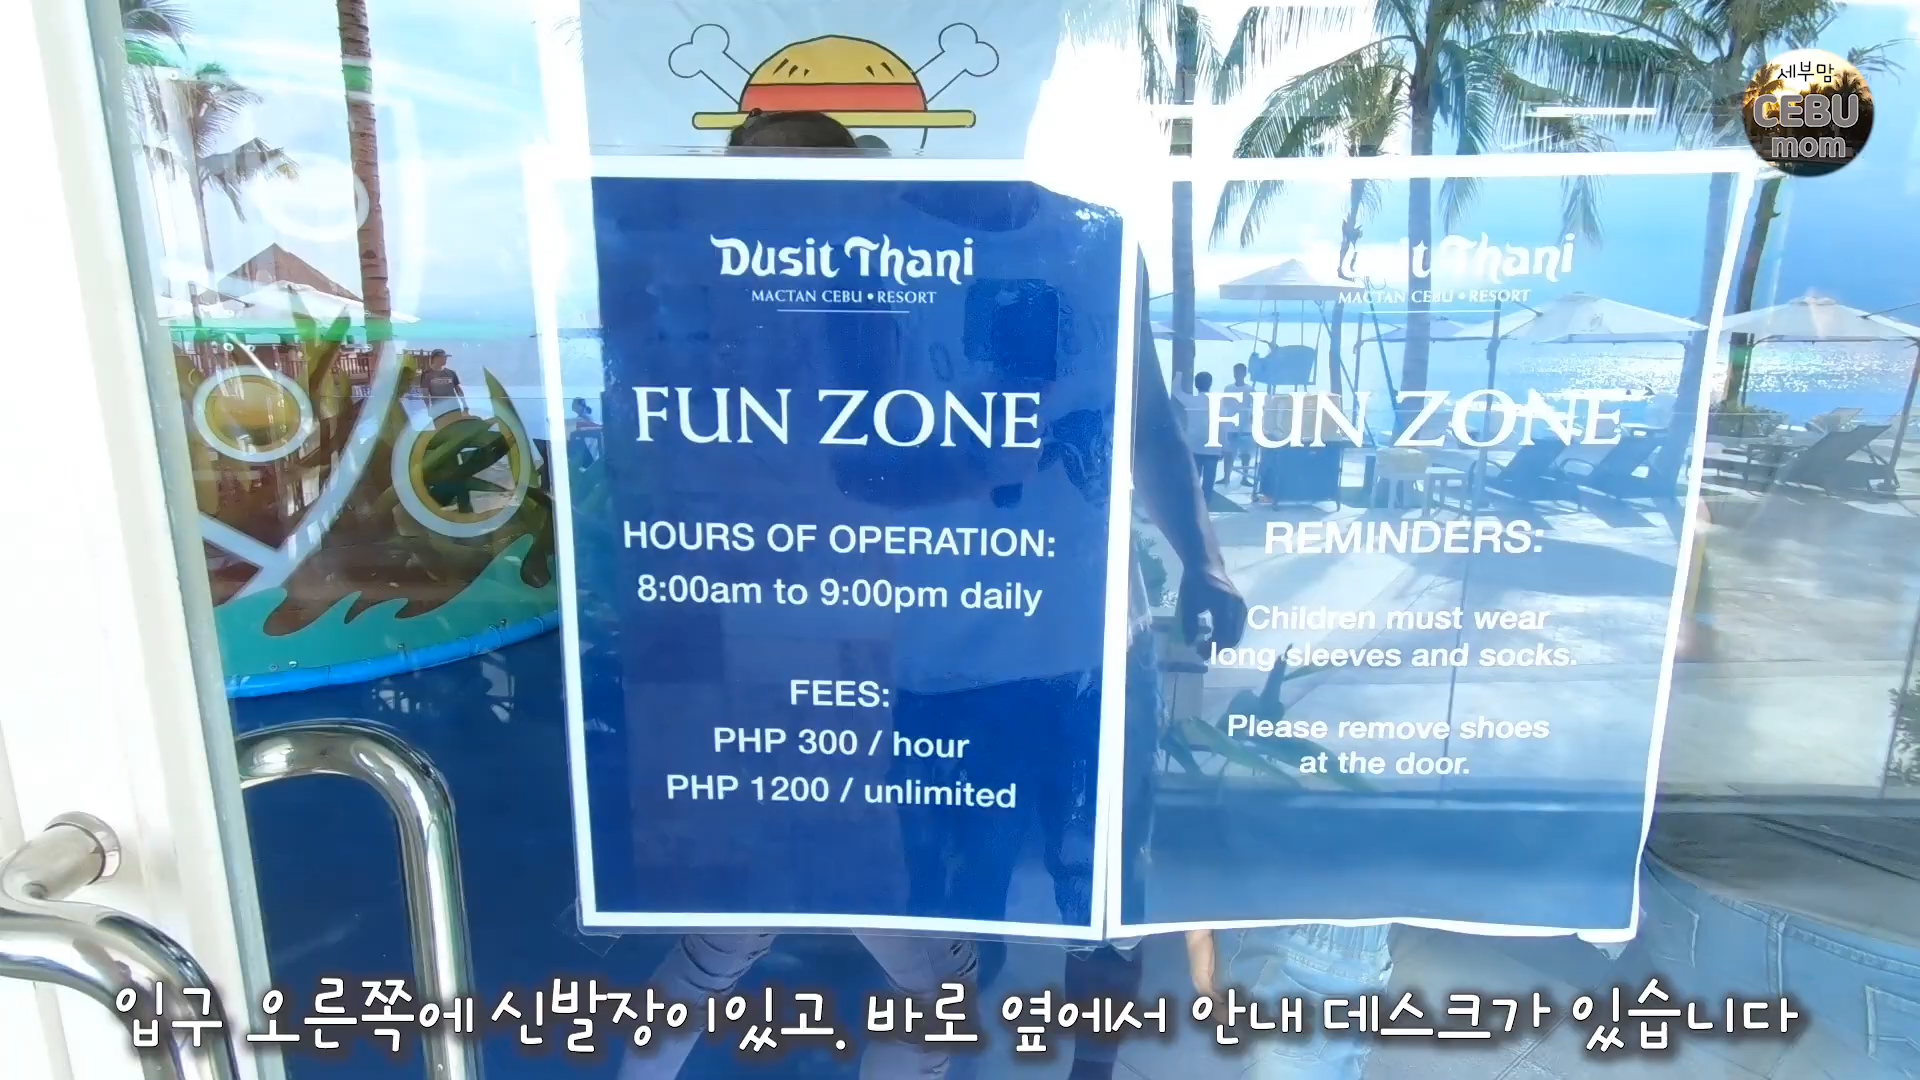 세부맘
CEBU
mom
Dusit Thani
MACTAN CEBU • RESORT
FUN ZONE
HOURS OF OPERATION:
8:00am to 9:00pm daily
FEES:
PHP 300 / hour
PHP 1200 / unlimited
Dusit Thani
MACTAN CEBU • RESORT
FUN ZONE
REMINDERS:
Children must wear
long sleeves and socks.
Please remove shoes
at the door.
입구 오른쪽에 신발장이있고. 바로 옆에서 안내 데스크가 있습니다